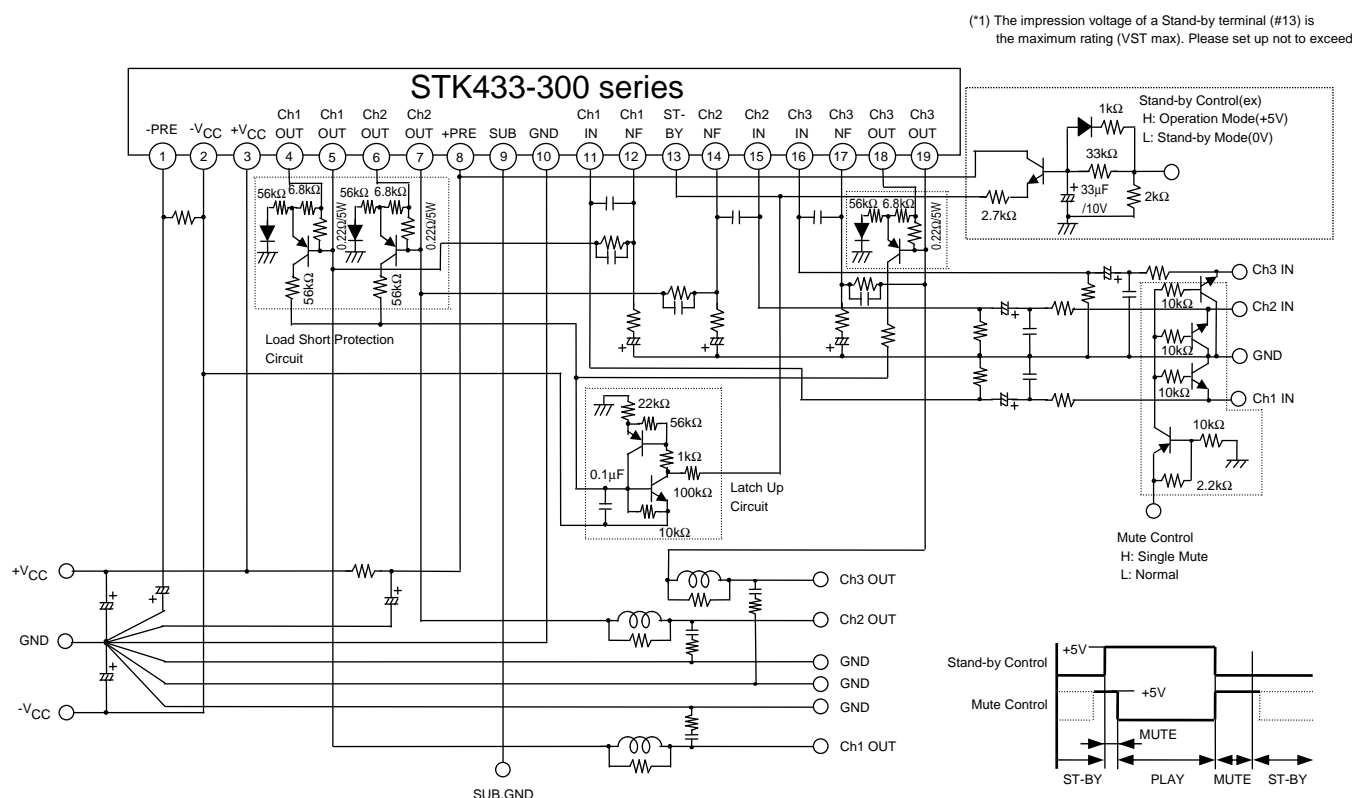 (*1) The impression voltage of a Stand-by terminal (#13) is
the maximum rating (VST max). Please set up not to exceed
STK433-300 series
-PRE
-VCC
+VCC
Ch1
OUT
Ch1
OUT
Ch2
OUT
Ch2
OUT
+PRE
SUB
GND
Ch1
IN
Ch1
NF
ST-
BY
Ch2
NF
Ch2
IN
Ch3
IN
Ch3
NF
Ch3
OUT
Ch3
OUT
1
2
3
4
5
6
7
8
9
10
11
12
13
14
15
16
17
18
19
Stand-by Control(ex)
H: Operation Mode(+5V)
L: Stand-by Mode(0V)
1kΩ
33kΩ
33μF
/10V
2kΩ
2.7kΩ
56kΩ
6.8kΩ
0.22Ω/5W
56kΩ
56kΩ
6.8kΩ
0.22Ω/5W
56kΩ
Load Short Protection
Circuit
56kΩ
6.8kΩ
0.22Ω/5W
Ch3 IN
10kΩ
Ch2 IN
10kΩ
GND
10kΩ
Ch1 IN
10kΩ
2.2kΩ
Mute Control
H: Single Mute
L: Normal
22kΩ
56kΩ
1kΩ
0.1μF
100kΩ
10kΩ
Latch Up
Circuit
+VCC
GND
-VCC
+
+
+
+
+
+
+
+
+
+
+
Ch3 OUT
Ch2 OUT
GND
GND
GND
Ch1 OUT
SUB.GND
Stand-by Control
+5V
Mute Control
+5V
MUTE
ST-BY
PLAY
MUTE
ST-BY